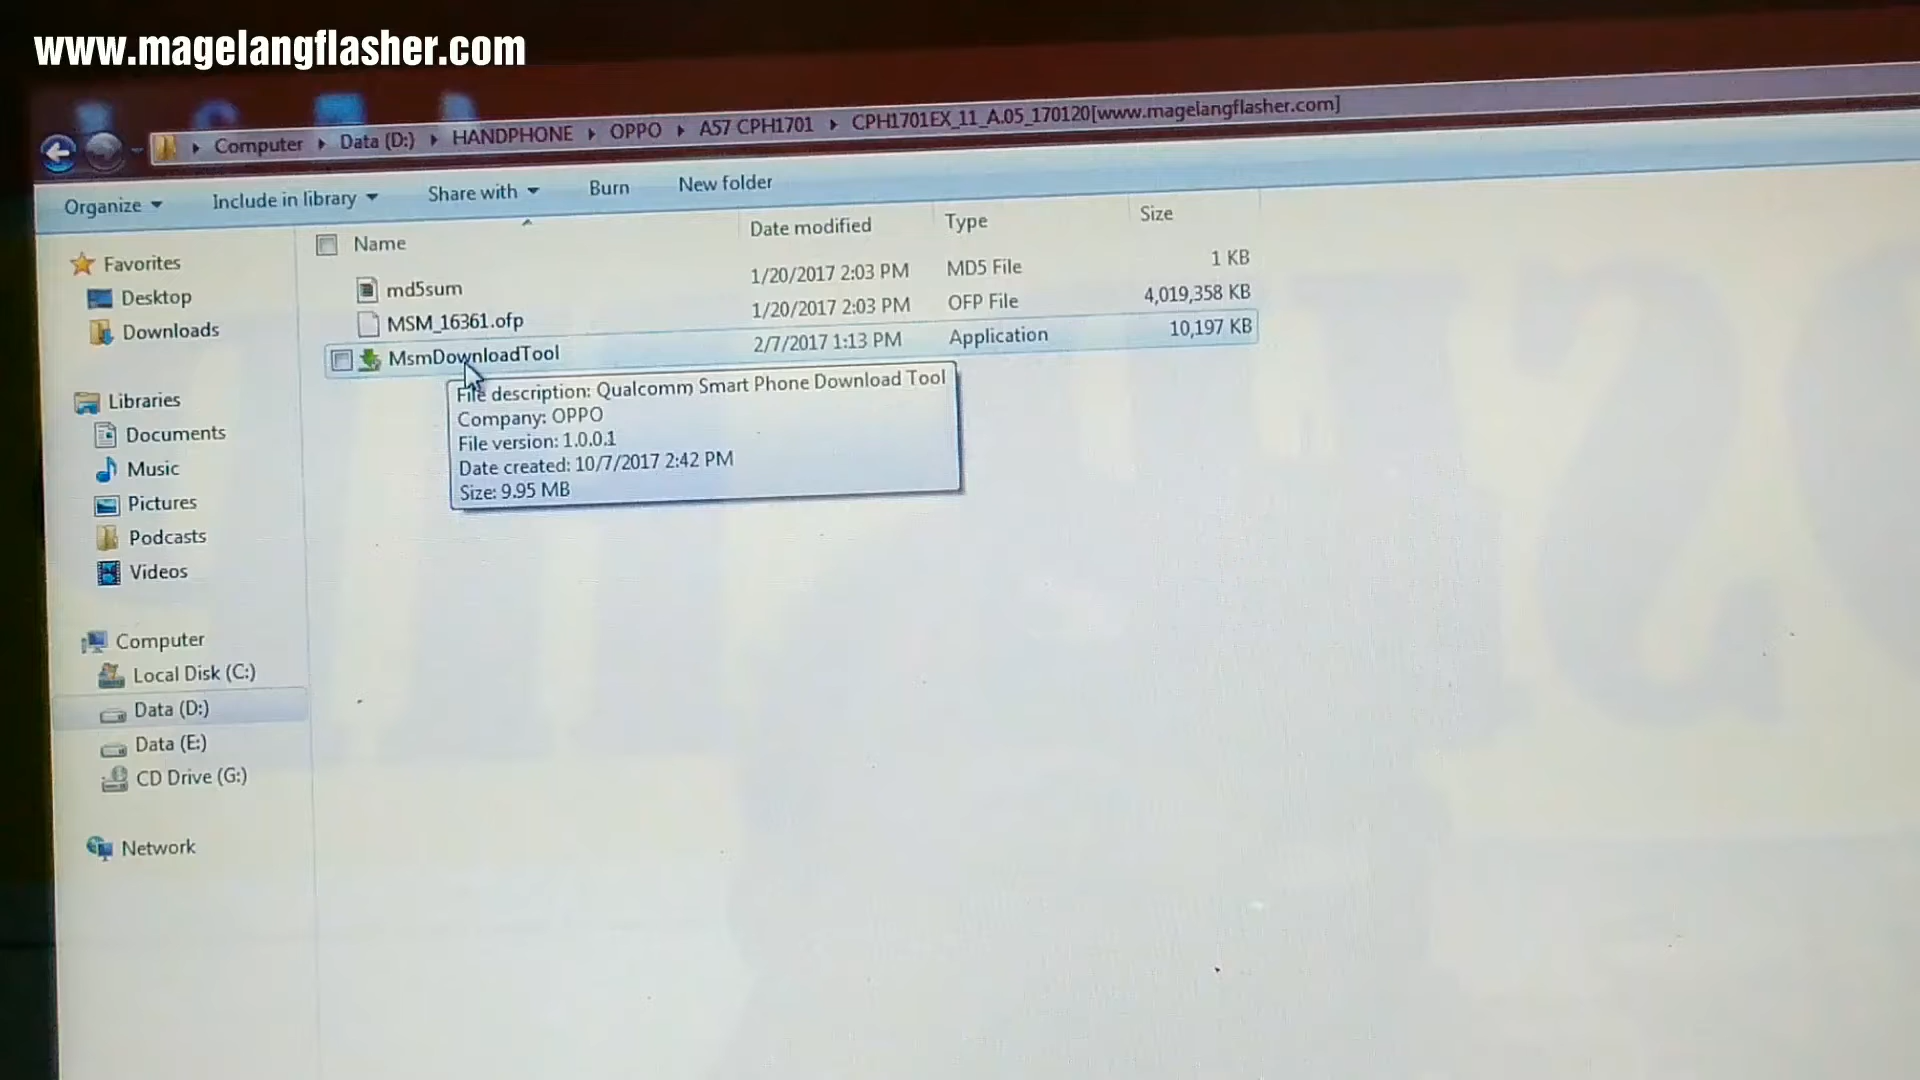 www.magelangflasher.com
Computer Data (D:) HANDPHONE OPPO A57 CPH1701 CPH1701EX_11_A.05_170120[www.magelangflasher.com]
Organize Include in library Share with Burn New folder
Name Date modified Type Size
md5sum 1/20/2017 2:03 PM MD5 File 1 KB
MSM_16361.ofp 1/20/2017 2:03 PM OFP File 4,019,358 KB
MsmDownloadTool 2/7/2017 1:13 PM Application 10,197 KB
File description: Qualcomm Smart Phone Download Tool
Company: OPPO
File version: 1.0.0.1
Date created: 10/7/2017 2:42 PM
Size: 9.95 MB
Favorites
Desktop
Downloads
Libraries
Documents
Music
Pictures
Podcasts
Videos
Computer
Local Disk (C:)
Data (D:)
Data (E:)
CD Drive (G:)
Network